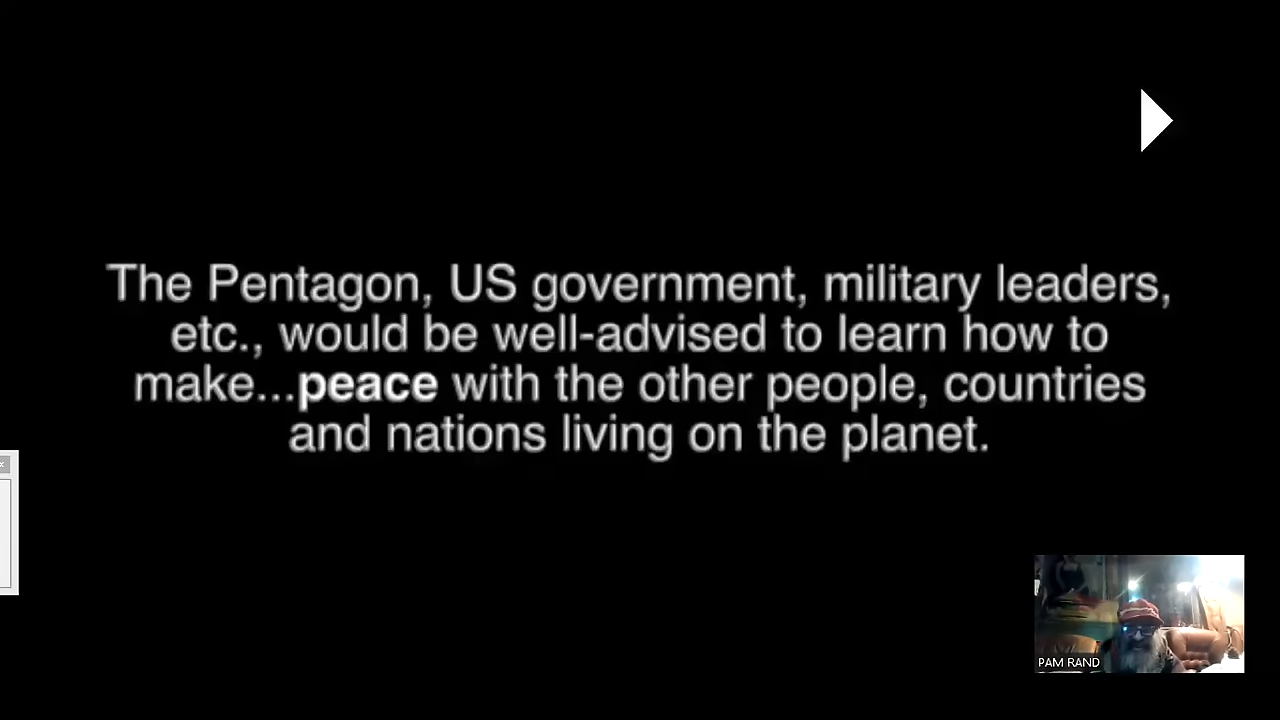 The Pentagon, US government, military leaders,
etc., would be well-advised to learn how to
make...peace with the other people, countries
and nations living on the planet.
PAM RAND